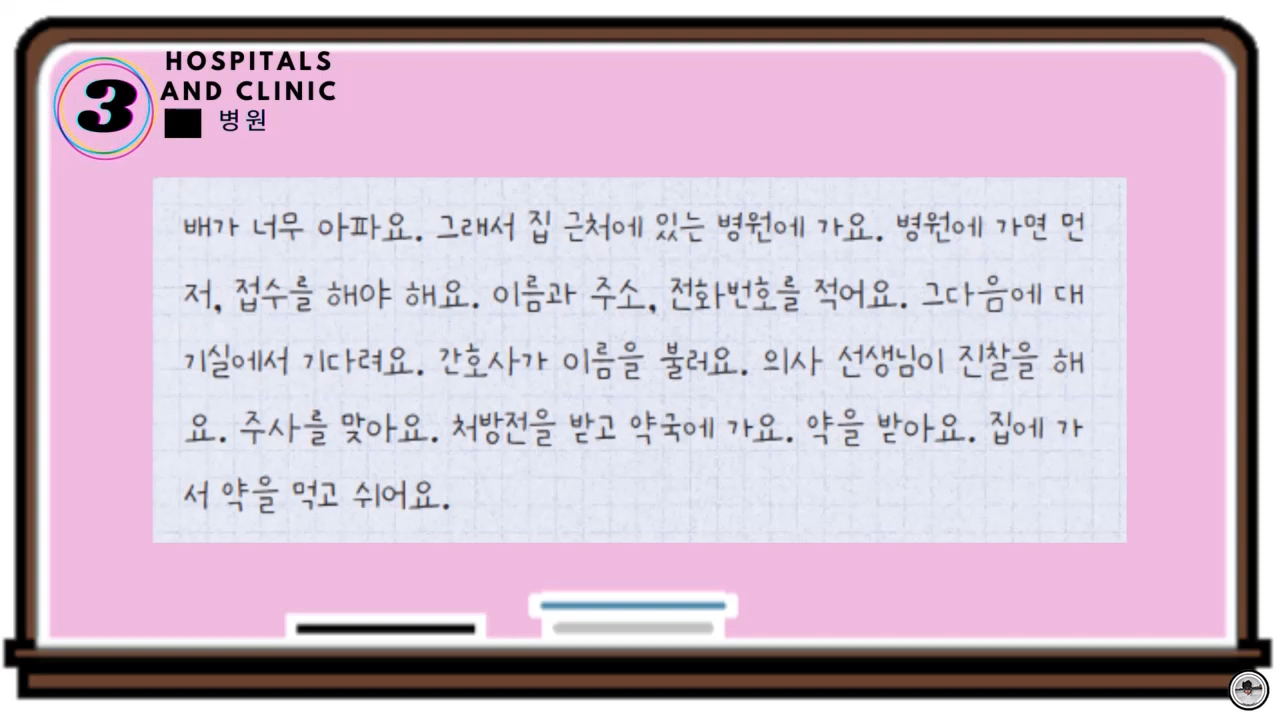 3
HOSPITALS
AND CLINIC
병원
배가 너무 아파요. 그래서 집 근처에 있는 병원에 가요. 병원에 가면 먼
저, 접수를 해야 해요. 이름과 주소, 전화번호를 적어요. 그다음에 대
기실에서 기다려요. 간호사가 이름을 불러요. 의사 선생님이 진찰을 해
요. 주사를 맞아요. 처방전을 받고 약국에 가요. 약을 받아요. 집에 가
서 약을 먹고 쉬어요.